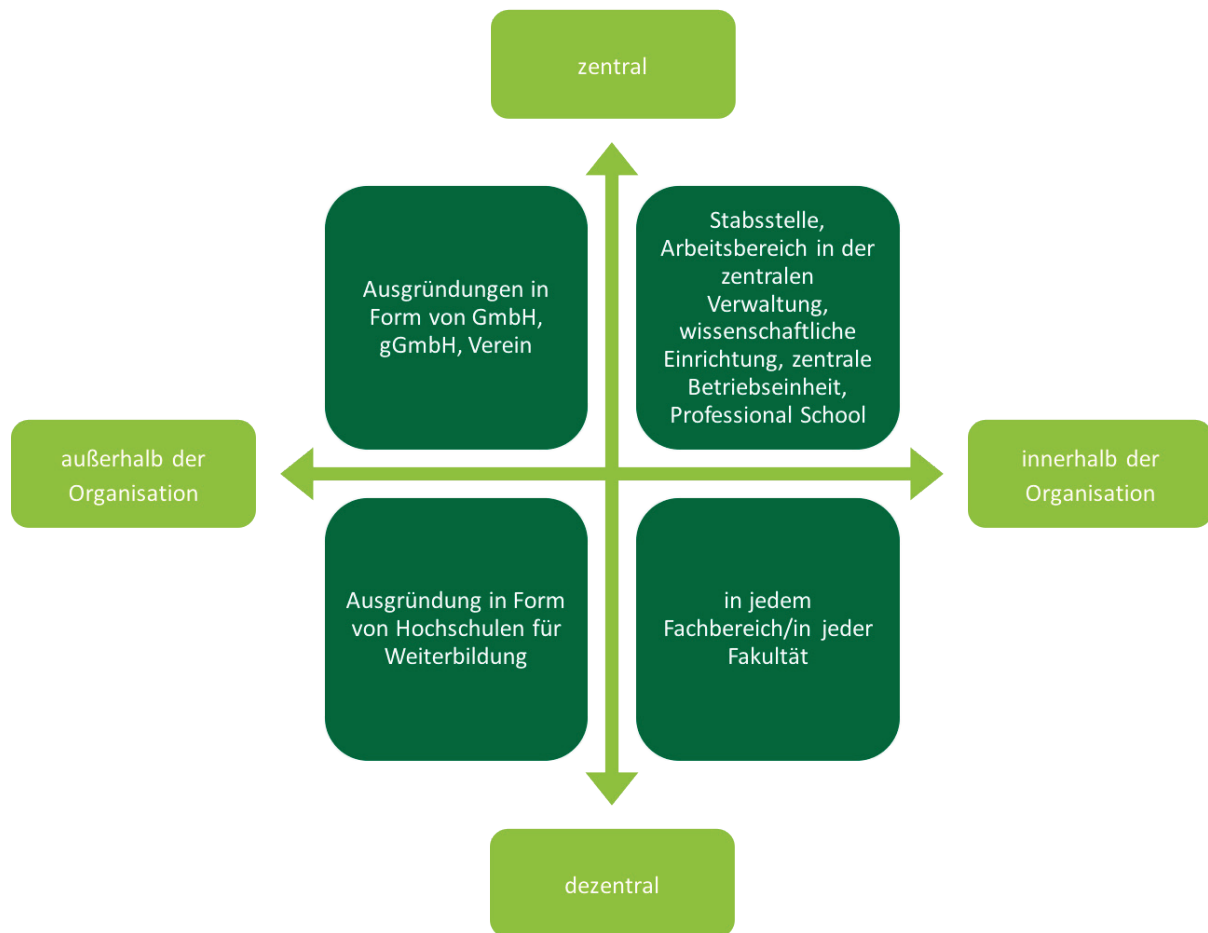 zentral
Ausgründungen in
Form von GmbH,
gGmbH, Verein
Stabsstelle,
Arbeitsbereich in der
zentralen
Verwaltung,
wissenschaftliche
Einrichtung, zentrale
Betriebseinheit,
Professional School
außerhalb der
Organisation
innerhalb der
Organisation
Ausgründung in Form
von Hochschulen für
Weiterbildung
in jedem
Fachbereich/in jeder
Fakultät
dezentral